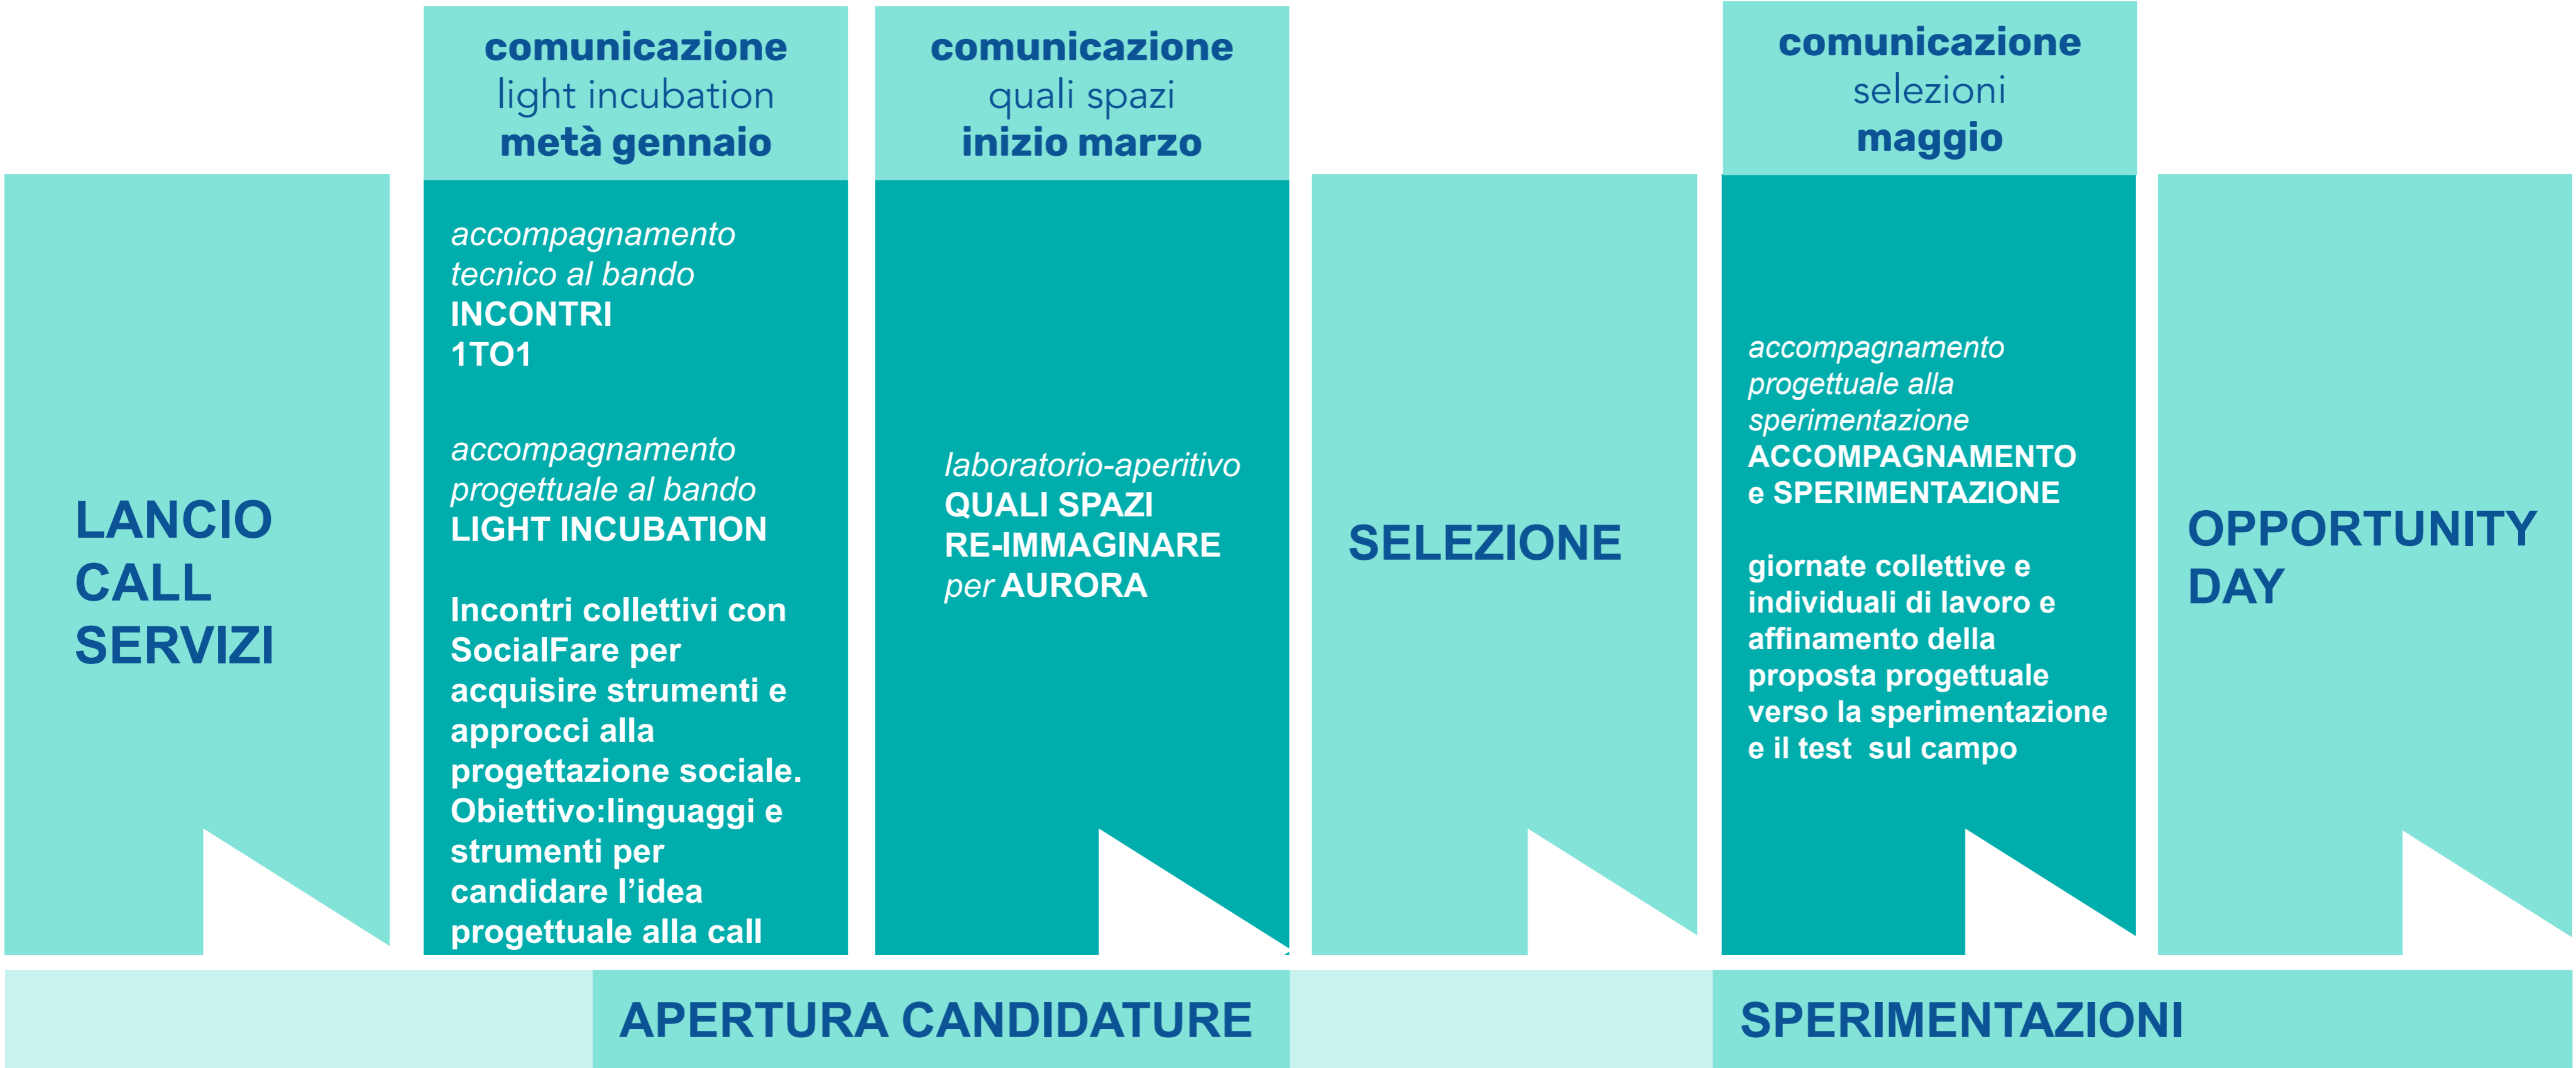 LANCIO
CALL
SERVIZI
comunicazione
light incubation
metà gennaio
accompagnamento
tecnico al bando
INCONTRI
1TO1
accompagnamento
progettuale al bando
LIGHT INCUBATION
Incontri collettivi con
SocialFare per
acquisire strumenti e
approcci alla
progettazione sociale.
Obiettivo:linguaggi e
strumenti per
candidare l’idea
progettuale alla call
comunicazione
quali spazi
inizio marzo
laboratorio-aperitivo
QUALI SPAZI
RE-IMMAGINARE
per AURORA
SELEZIONE
comunicazione
selezioni
maggio
accompagnamento
progettuale alla
sperimentazione
ACCOMPAGNAMENTO
e SPERIMENTAZIONE
giornate collettive e
individuali di lavoro e
affinamento della
proposta progettuale
verso la sperimentazione
e il test  sul campo
OPPORTUNITY
DAY
APERTURA CANDIDATURE
SPERIMENTAZIONI